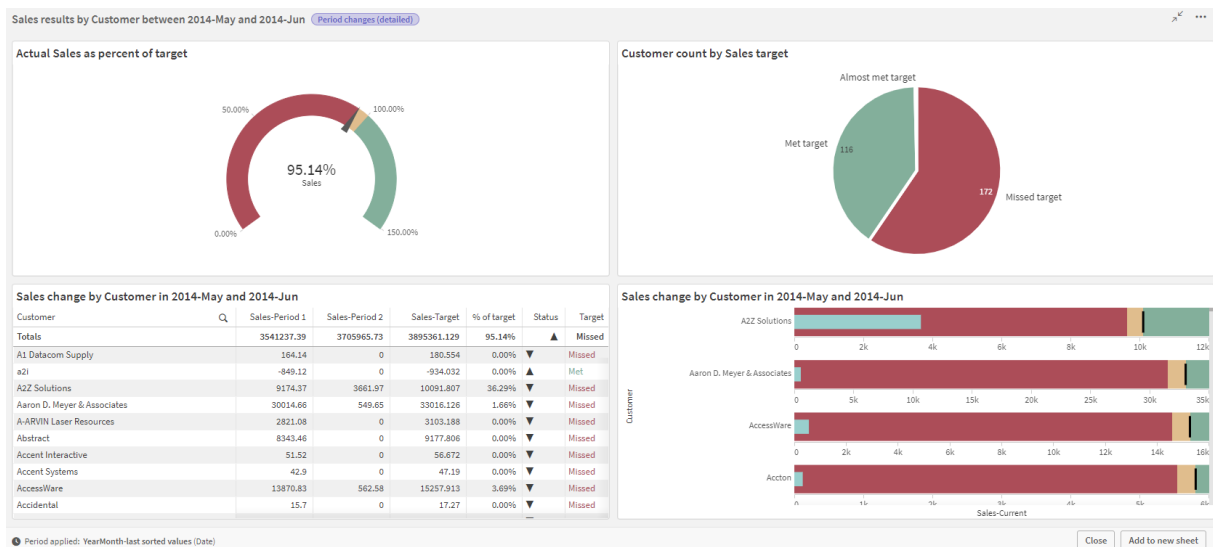 Sales results by Customer between 2014-May and 2014-Jun Period changes (detailed)
Actual Sales as percent of target
50.00%
100.00%
95.14%
Sales
0.00%
150.00%
Customer count by Sales target
Almost met target
Met target
116
172
Missed target
Sales change by Customer in 2014-May and 2014-Jun
Customer Sales-Period 1 Sales-Period 2 Sales-Target % of target Status Target
Totals 3541237.39 3705965.73 3895361.129 95.14% ▲ Missed
A1 Datacom Supply 164.14 0 180.554 0.00% ▼ Missed
a2i -849.12 0 -934.032 0.00% ▲ Met
A2Z Solutions 9174.37 3661.97 10091.807 36.29% ▼ Missed
Aaron D. Meyer & Associates 30014.66 549.65 33016.126 1.66% ▼ Missed
A-ARVIN Laser Resources 2821.08 0 3103.188 0.00% ▼ Missed
Abstract 8343.46 0 9177.806 0.00% ▼ Missed
Accent Interactive 51.52 0 56.672 0.00% ▼ Missed
Accent Systems 42.9 0 47.19 0.00% ▼ Missed
AccessWare 13870.83 562.58 15257.913 3.69% ▼ Missed
Accidental 15.7 0 17.27 0.00% ▼ Missed
Sales change by Customer in 2014-May and 2014-Jun
Customer
A2Z Solutions
0 2k 4k 6k 8k 10k 12k
Aaron D. Meyer & Associates
0 5k 10k 15k 20k 25k 30k 35k
AccessWare
0 2k 4k 6k 8k 10k 12k 14k 16k
Accton
Sales-Current
Period applied: YearMonth-last sorted values (Date)
Close Add to new sheet